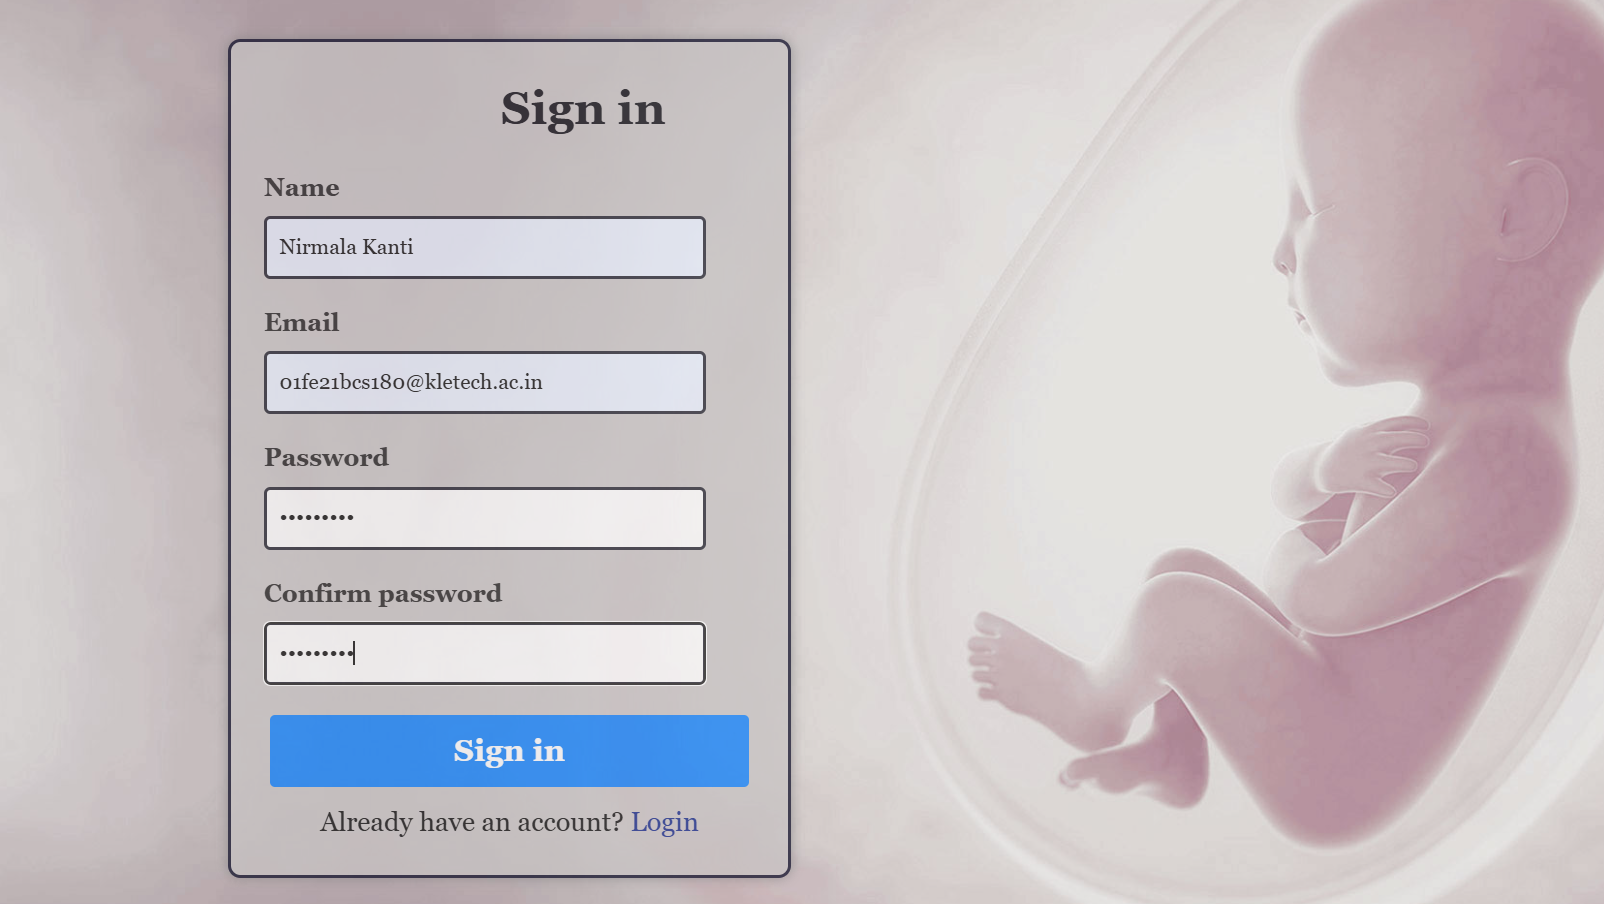 Sign in
Name
Nirmala Kanti
Email
01fe21bcs180@kletech.ac.in
Password
•••••••••
Confirm password
•••••••••
Sign in
Already have an account? Login